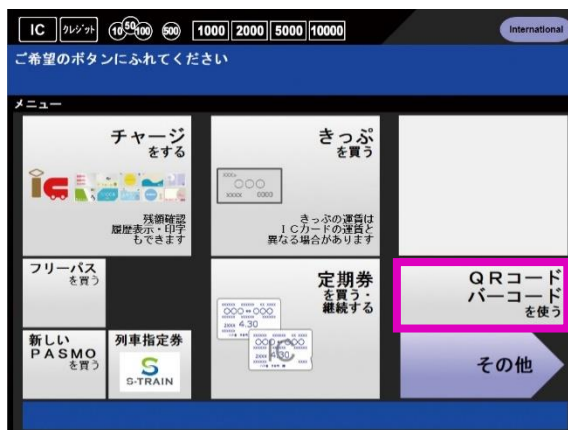 IC クレジット 10 50 100 500 1000 2000 5000 10000 International
ご希望のボタンにふれてください
メニュー
チャージ
をする
残額確認
履歴表示・印字
もできます
きっぷ
を買う
きっぷの運賃は
ICカードの運賃と
異なる場合があります
フリーパス
を買う
定期券
を買う・
継続する
4.30
4.30
IC
QRコード
バーコード
を使う
新しい
PASMO
を買う
列車指定券
S-TRAIN
その他